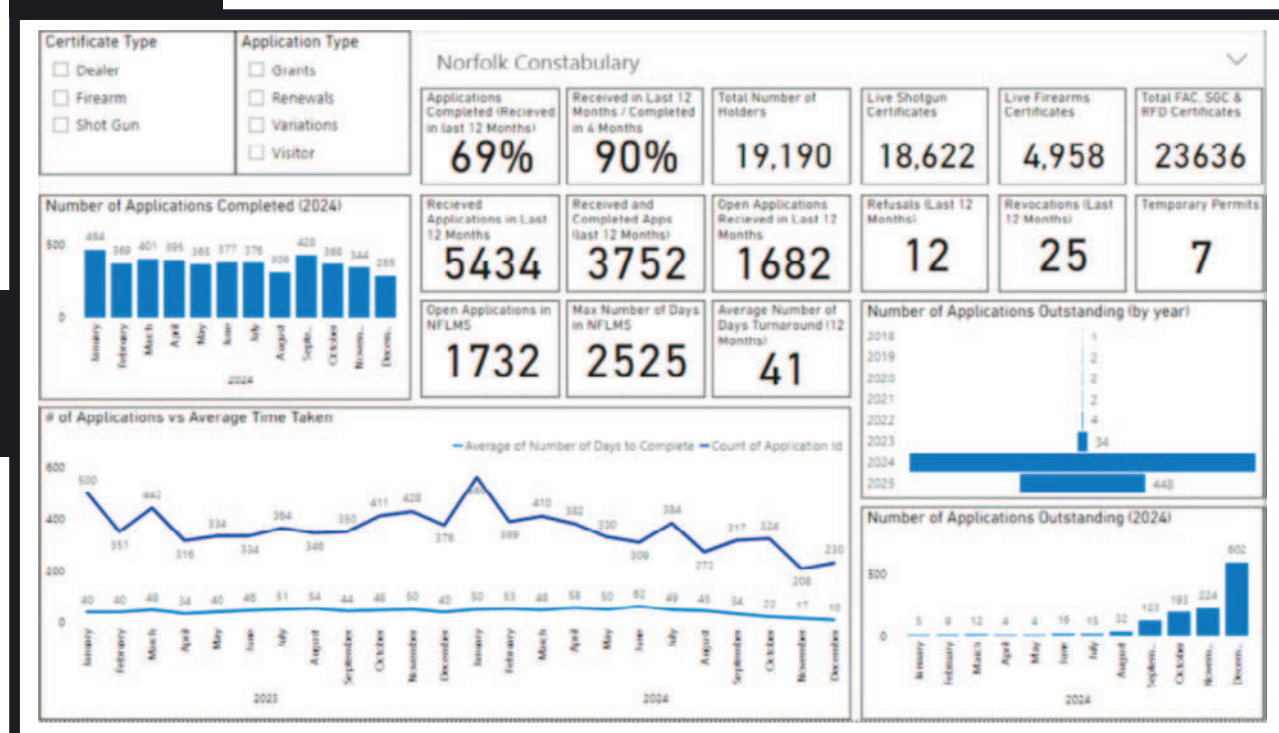 Certificate Type
Dealer
Firearm
Shot Gun
Application Type
Grants
Renewals
Variations
Visitor
Norfolk Constabulary
Applications
Completed (Recieved
in last 12 Months)
69%
Received in Last 12
Months / Completed
in 4 Months
90%
Total Number of
Holders
19,190
Live Shotgun
Certificates
18,622
Live Firearms
Certificates
4,958
Total FAC, SGC &
RFD Certificates
23636
Number of Applications Completed (2024)
500
0
464
369
401
395
365
377
376
309
428
368
344
285
January
February
March
April
May
June
July
August
Septe...
October
Novem...
Decem...
2024
Recieved
Applications in Last
12 Months
5434
Received and
Completed Apps
(last 12 Months)
3752
Open Applications
Recieved in Last 12
Months
1682
Refusals (Last 12
Months)
12
Revocations (Last
12 Months)
25
Temporary Permits
7
Open Applications in
NFLMS
1732
Max Number of Days
in NFLMS
2525
Average Number of
Days Turnaround (12
Months)
41
Number of Applications Outstanding (by year)
2018 1
2019 2
2020 2
2021 2
2022 4
2023 34
2024
2025 448
# of Applications vs Average Time Taken
Average of Number of Days to Complete Count of Application Id
600
400
200
0
500
351
442
316
334
334
364
346
350
411
428
376
389
410
382
330
309
384
272
317
324
208
230
40
40
48
34
40
46
51
54
44
48
50
40
50
53
48
58
50
62
49
45
34
22
17
10
January
February
March
April
May
June
July
August
September
October
November
December
January
February
March
April
May
June
July
August
September
October
November
December
2023
2024
Number of Applications Outstanding (2024)
500
0
5
9
12
4
4
16
15
32
123
193
224
602
January
February
March
April
May
June
July
August
Septem...
October
Novem...
Decem...
2024